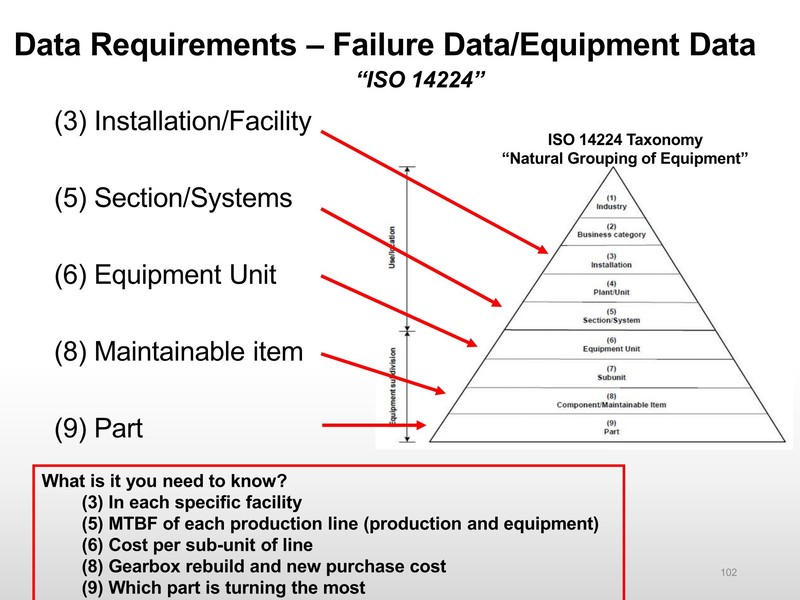 Data Requirements – Failure Data/Equipment Data
“ISO 14224”
(3) Installation/Facility
(5) Section/Systems
(6) Equipment Unit
(8) Maintainable item
(9) Part
ISO 14224 Taxonomy
“Natural Grouping of Equipment”
Use/location
Equipment subdivision
(1)
Industry
(2)
Business category
(3)
Installation
(4)
Plant/Unit
(5)
Section/System
(6)
Equipment Unit
(7)
Subunit
(8)
Component/Maintainable Item
(9)
Part
What is it you need to know?
(3) In each specific facility
(5) MTBF of each production line (production and equipment)
(6) Cost per sub-unit of line
(8) Gearbox rebuild and new purchase cost
(9) Which part is turning the most
102